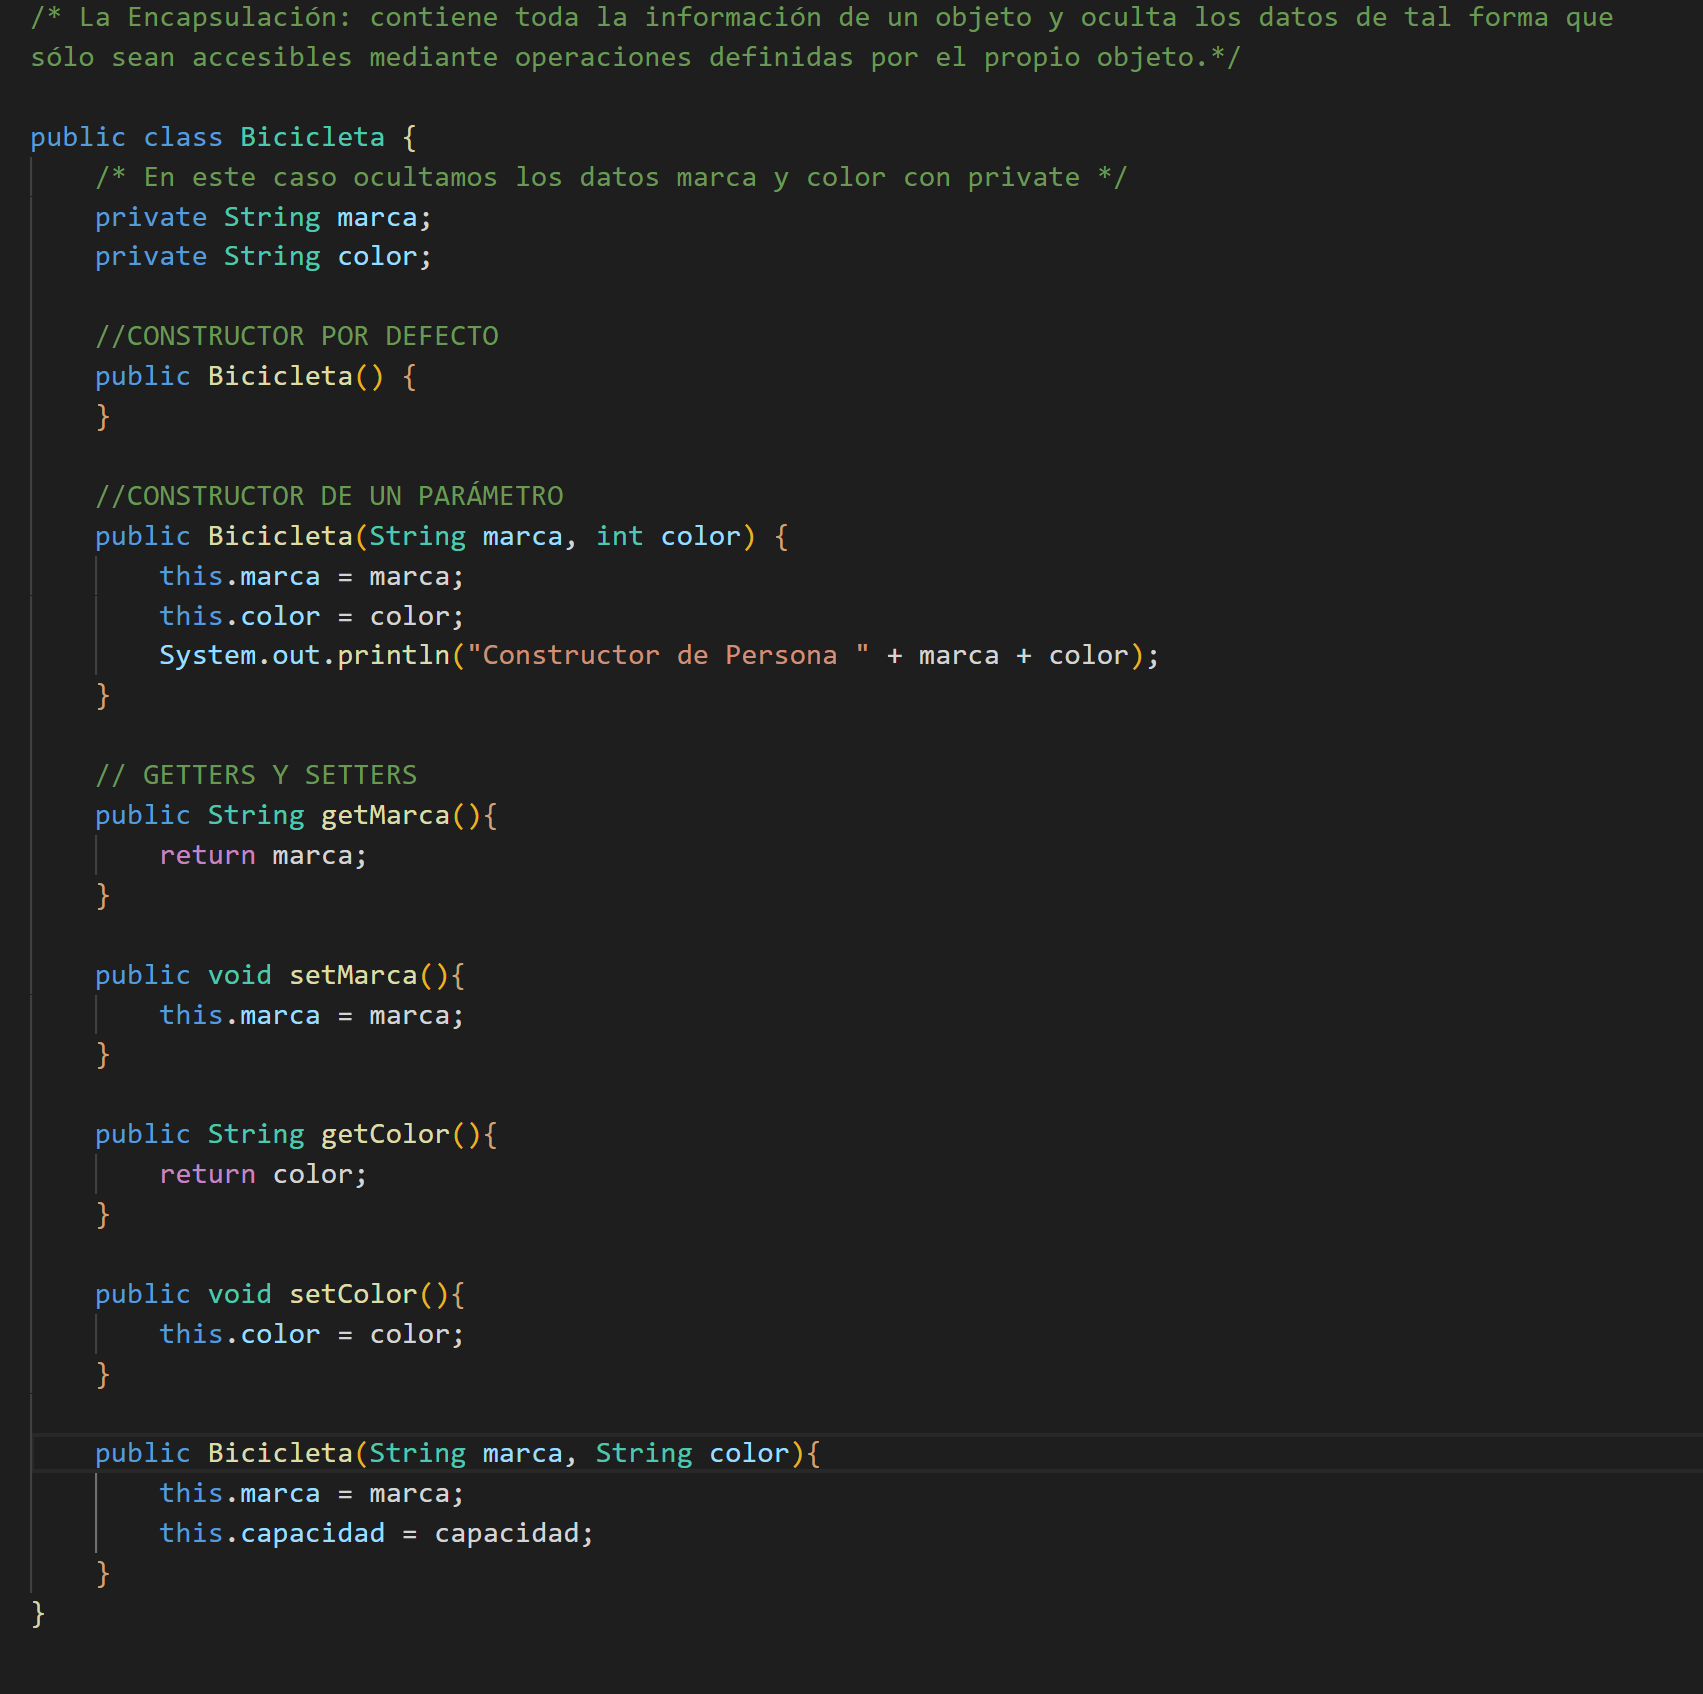 /* La Encapsulación: contiene toda la información de un objeto y oculta los datos de tal forma que
sólo sean accesibles mediante operaciones definidas por el propio objeto.*/
public class Bicicleta {
/* En este caso ocultamos los datos marca y color con private */
private String marca;
private String color;
//CONSTRUCTOR POR DEFECTO
public Bicicleta() {
}
//CONSTRUCTOR DE UN PARÁMETRO
public Bicicleta(String marca, int color) {
this.marca = marca;
this.color = color;
System.out.println("Constructor de Persona " + marca + color);
}
// GETTERS Y SETTERS
public String getMarca(){
return marca;
}
public void setMarca(){
this.marca = marca;
}
public String getColor(){
return color;
}
public void setColor(){
this.color = color;
}
public Bicicleta(String marca, String color){
this.marca = marca;
this.capacidad = capacidad;
}
}